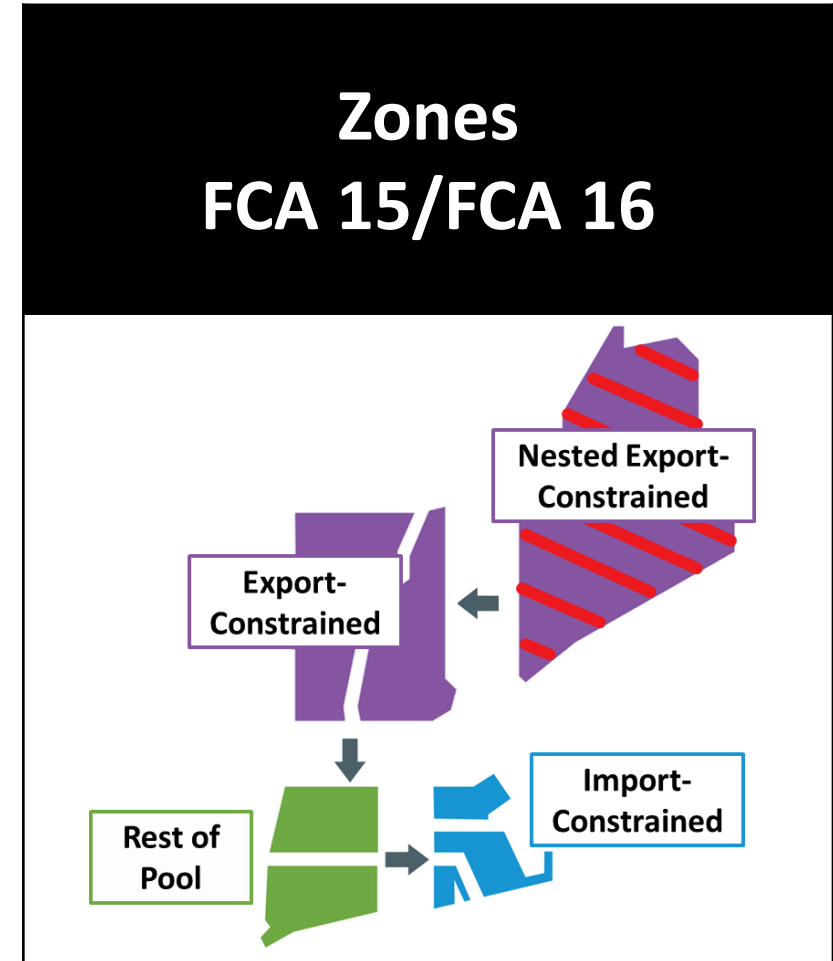 Zones
FCA 15/FCA 16
Nested Export-
Constrained
Export-
Constrained
Import-
Constrained
Rest of
Pool